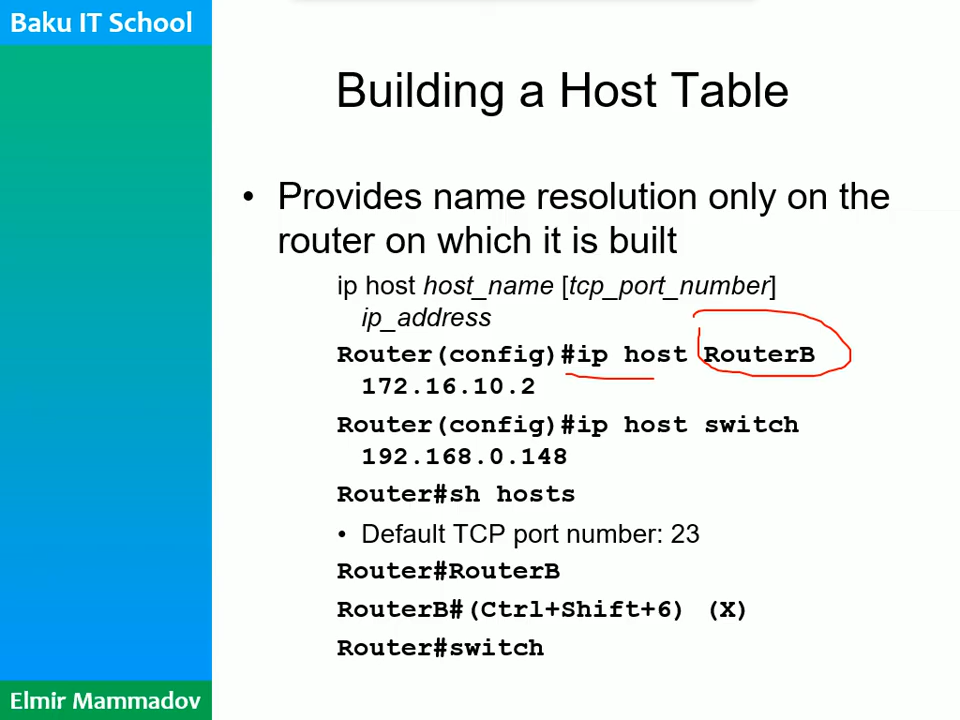 Baku IT School
Building a Host Table
• Provides name resolution only on the
router on which it is built
ip host host_name [tcp_port_number]
ip_address
Router(config)#ip host RouterB
172.16.10.2
Router(config)#ip host switch
192.168.0.148
Router#sh hosts
• Default TCP port number: 23
Router#RouterB
RouterB#(Ctrl+Shift+6) (X)
Router#switch
Elmir Mammadov